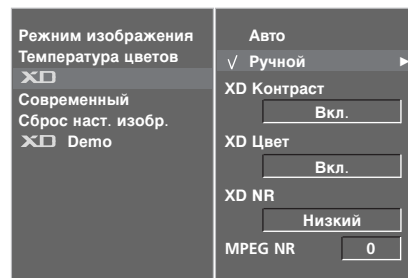 Режним изображения
Температура цветов
XD
Современный
Сброс наст. изобр.
XD Demo
Авто
√ Ручной ►
XD Контраст
Вкл.
XD Цвет
Вкл.
XD NR
Низкий
MPEG NR 0